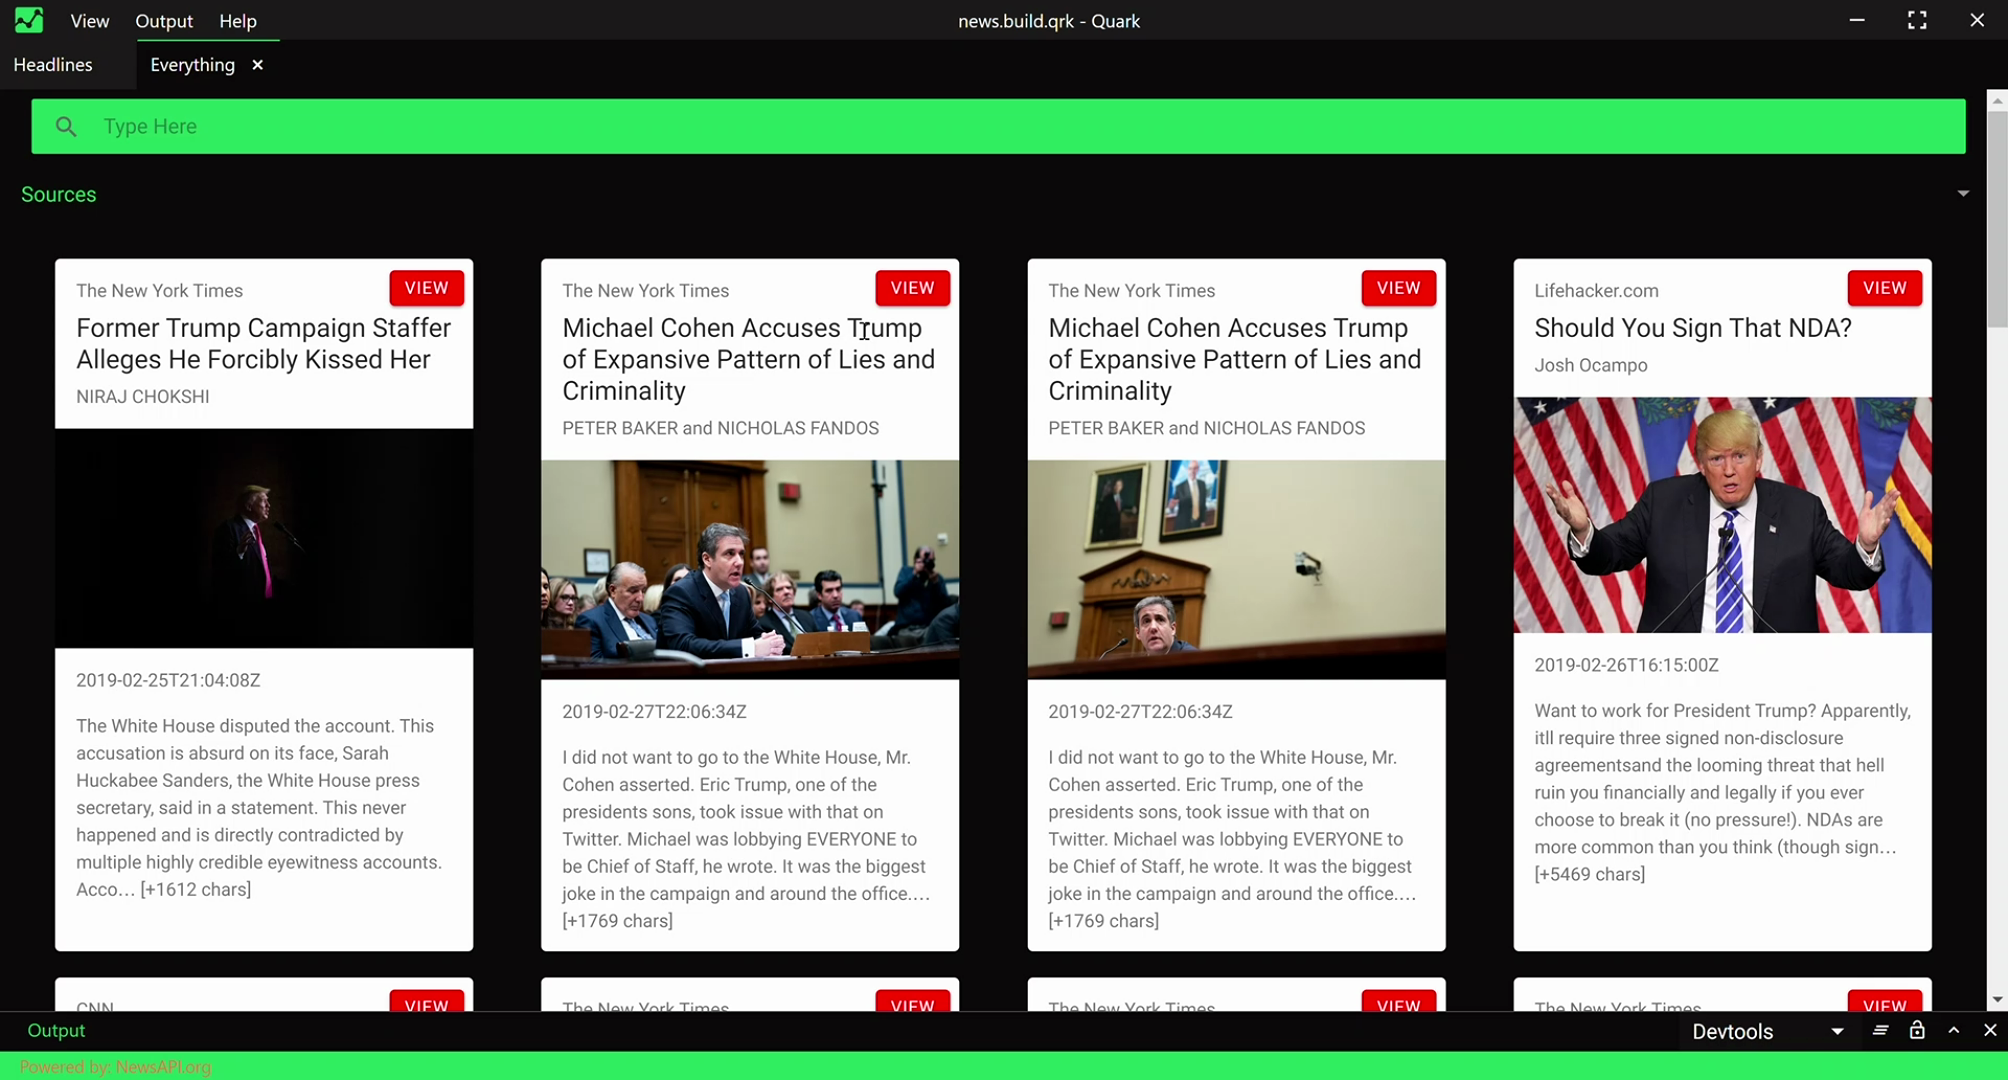 View Output Help
news.build.qrk - Quark
Headlines
Everything
Type Here
Sources
The New York Times
VIEW
Former Trump Campaign Staffer
Alleges He Forcibly Kissed Her
NIRAJ CHOKSHI
2019-02-25T21:04:08Z
The White House disputed the account. This
accusation is absurd on its face, Sarah
Huckabee Sanders, the White House press
secretary, said in a statement. This never
happened and is directly contradicted by
multiple highly credible eyewitness accounts.
Acco... [+1612 chars]
The New York Times
VIEW
Michael Cohen Accuses Trump
of Expansive Pattern of Lies and
Criminality
PETER BAKER and NICHOLAS FANDOS
2019-02-27T22:06:34Z
I did not want to go to the White House, Mr.
Cohen asserted. Eric Trump, one of the
presidents sons, took issue with that on
Twitter. Michael was lobbying EVERYONE to
be Chief of Staff, he wrote. It was the biggest
joke in the campaign and around the office....
[+1769 chars]
The New York Times
VIEW
Michael Cohen Accuses Trump
of Expansive Pattern of Lies and
Criminality
PETER BAKER and NICHOLAS FANDOS
2019-02-27T22:06:34Z
I did not want to go to the White House, Mr.
Cohen asserted. Eric Trump, one of the
presidents sons, took issue with that on
Twitter. Michael was lobbying EVERYONE to
be Chief of Staff, he wrote. It was the biggest
joke in the campaign and around the office....
[+1769 chars]
Lifehacker.com
VIEW
Should You Sign That NDA?
Josh Ocampo
2019-02-26T16:15:00Z
Want to work for President Trump? Apparently,
itll require three signed non-disclosure
agreementsand the looming threat that hell
ruin you financially and legally if you ever
choose to break it (no pressure!). NDAs are
more common than you think (though sign...
[+5469 chars]
CNN
VIEW
The New York Times
VIEW
The New York Times
VIEW
The New York Times
VIEW
Output
Devtools
Powered by: NewsAPI.org